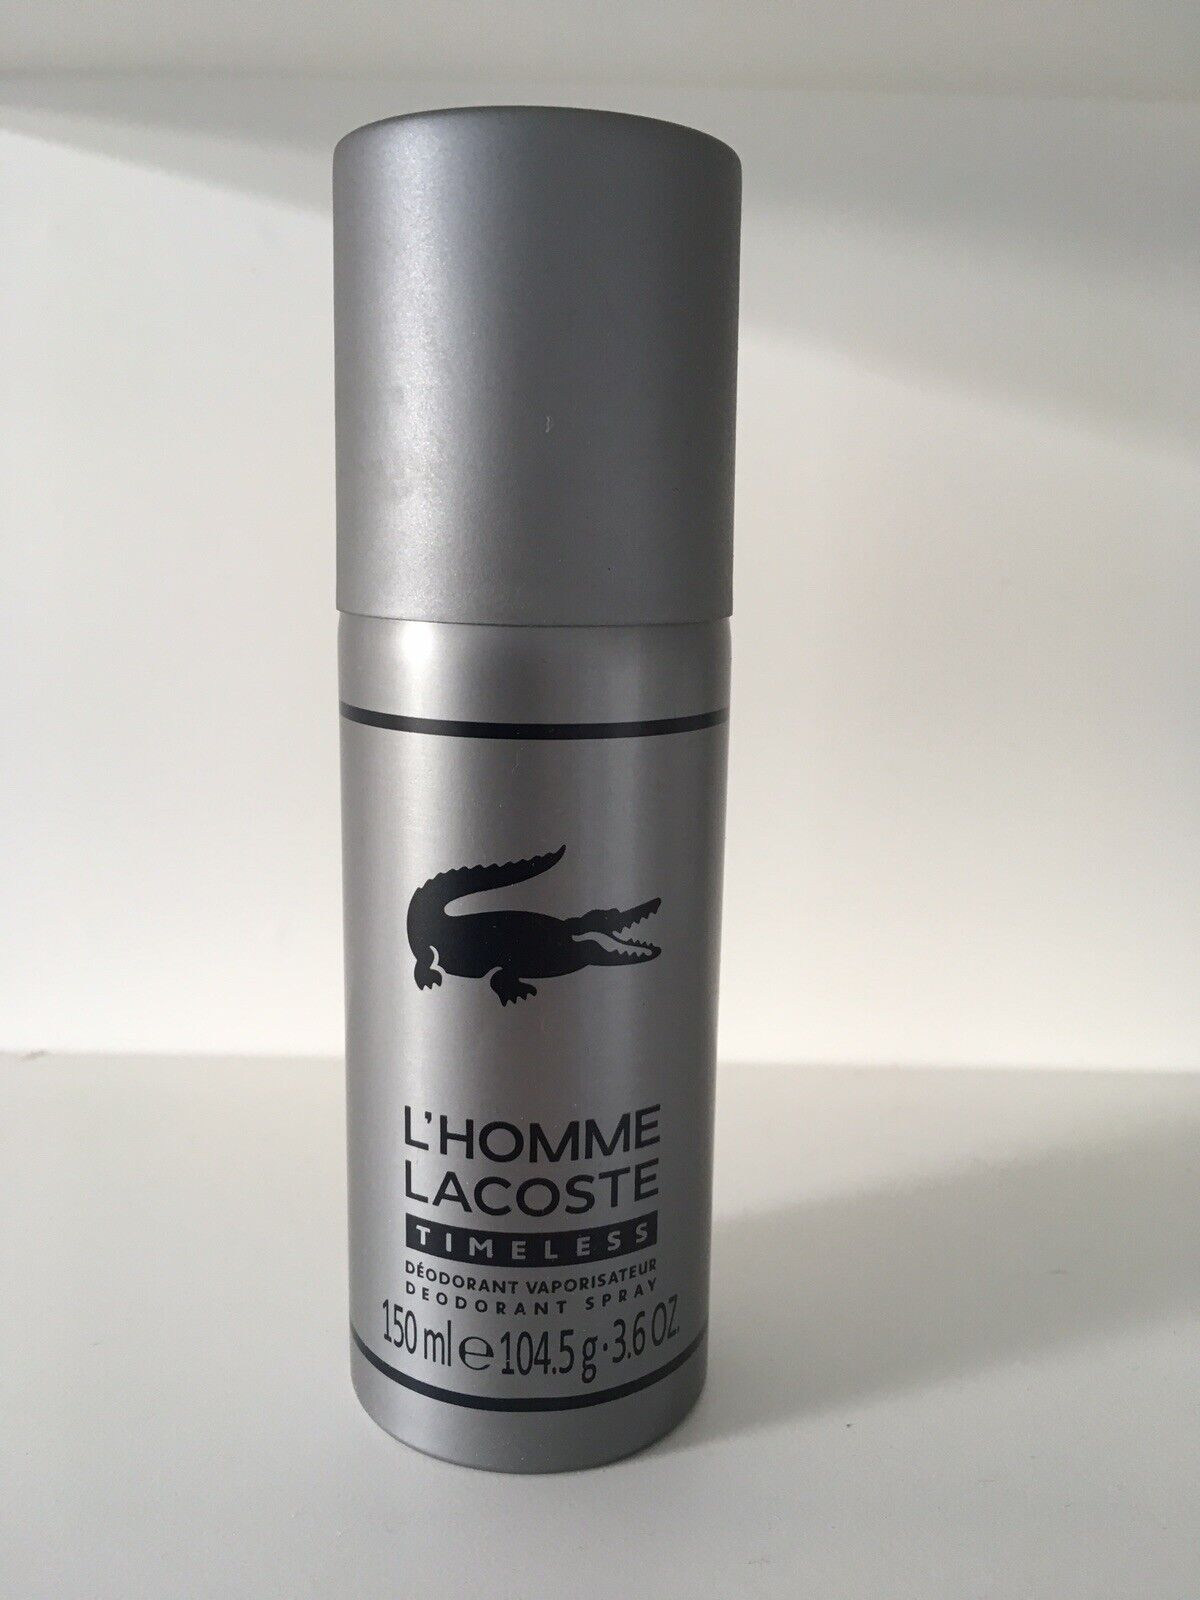 L'HOMME
LACOSTE
TIMELESS
DÉODORANT VAPORISATEUR
DEODORANT SPRAY
150 ml e 104.5 g · 3.6 OZ.